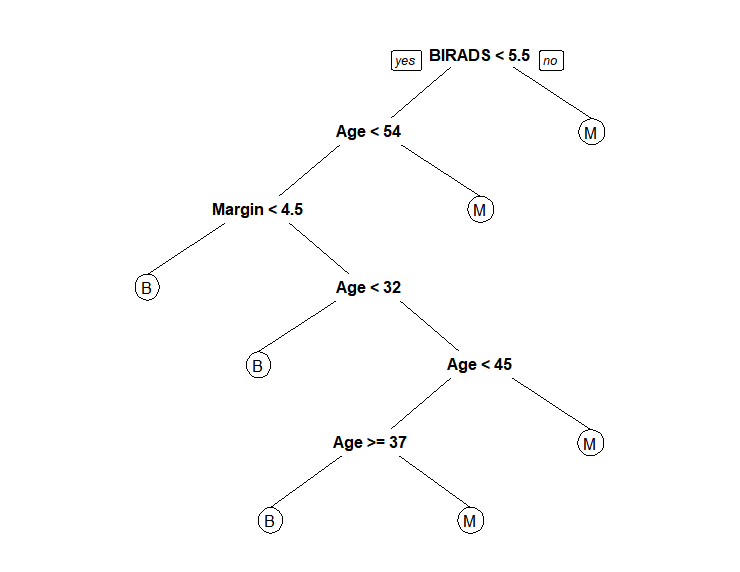 yes BIRADS < 5.5 no
Age < 54
M
Margin < 4.5
M
B
Age < 32
B
Age < 45
Age >= 37
M
B
M